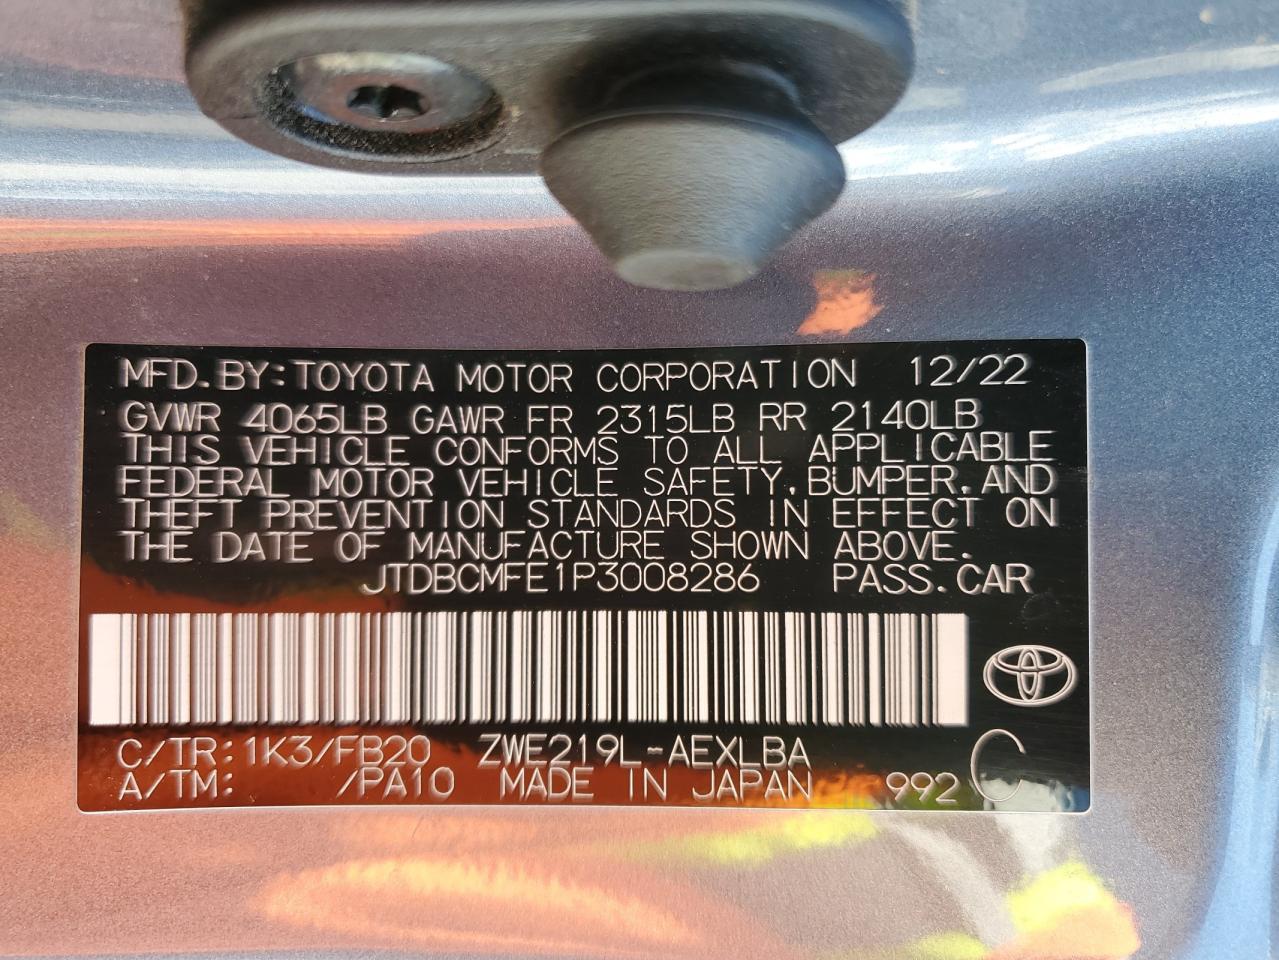 MFD.BY:TOYOTA MOTOR CORPORATION 12/22
GVWR 4065LB GAWR FR 2315LB RR 2140LB
THIS VEHICLE CONFORMS TO ALL APPLICABLE
FEDERAL MOTOR VEHICLE SAFETY,BUMPER,AND
THEFT PREVENTION STANDARDS IN EFFECT ON
THE DATE OF MANUFACTURE SHOWN ABOVE.
JTDBCMFE1P3008286 PASS.CAR
C/TR:1K3/FB20 ZWE219L-AEXLBA
A/TM: /PA10 MADE IN JAPAN 992 C